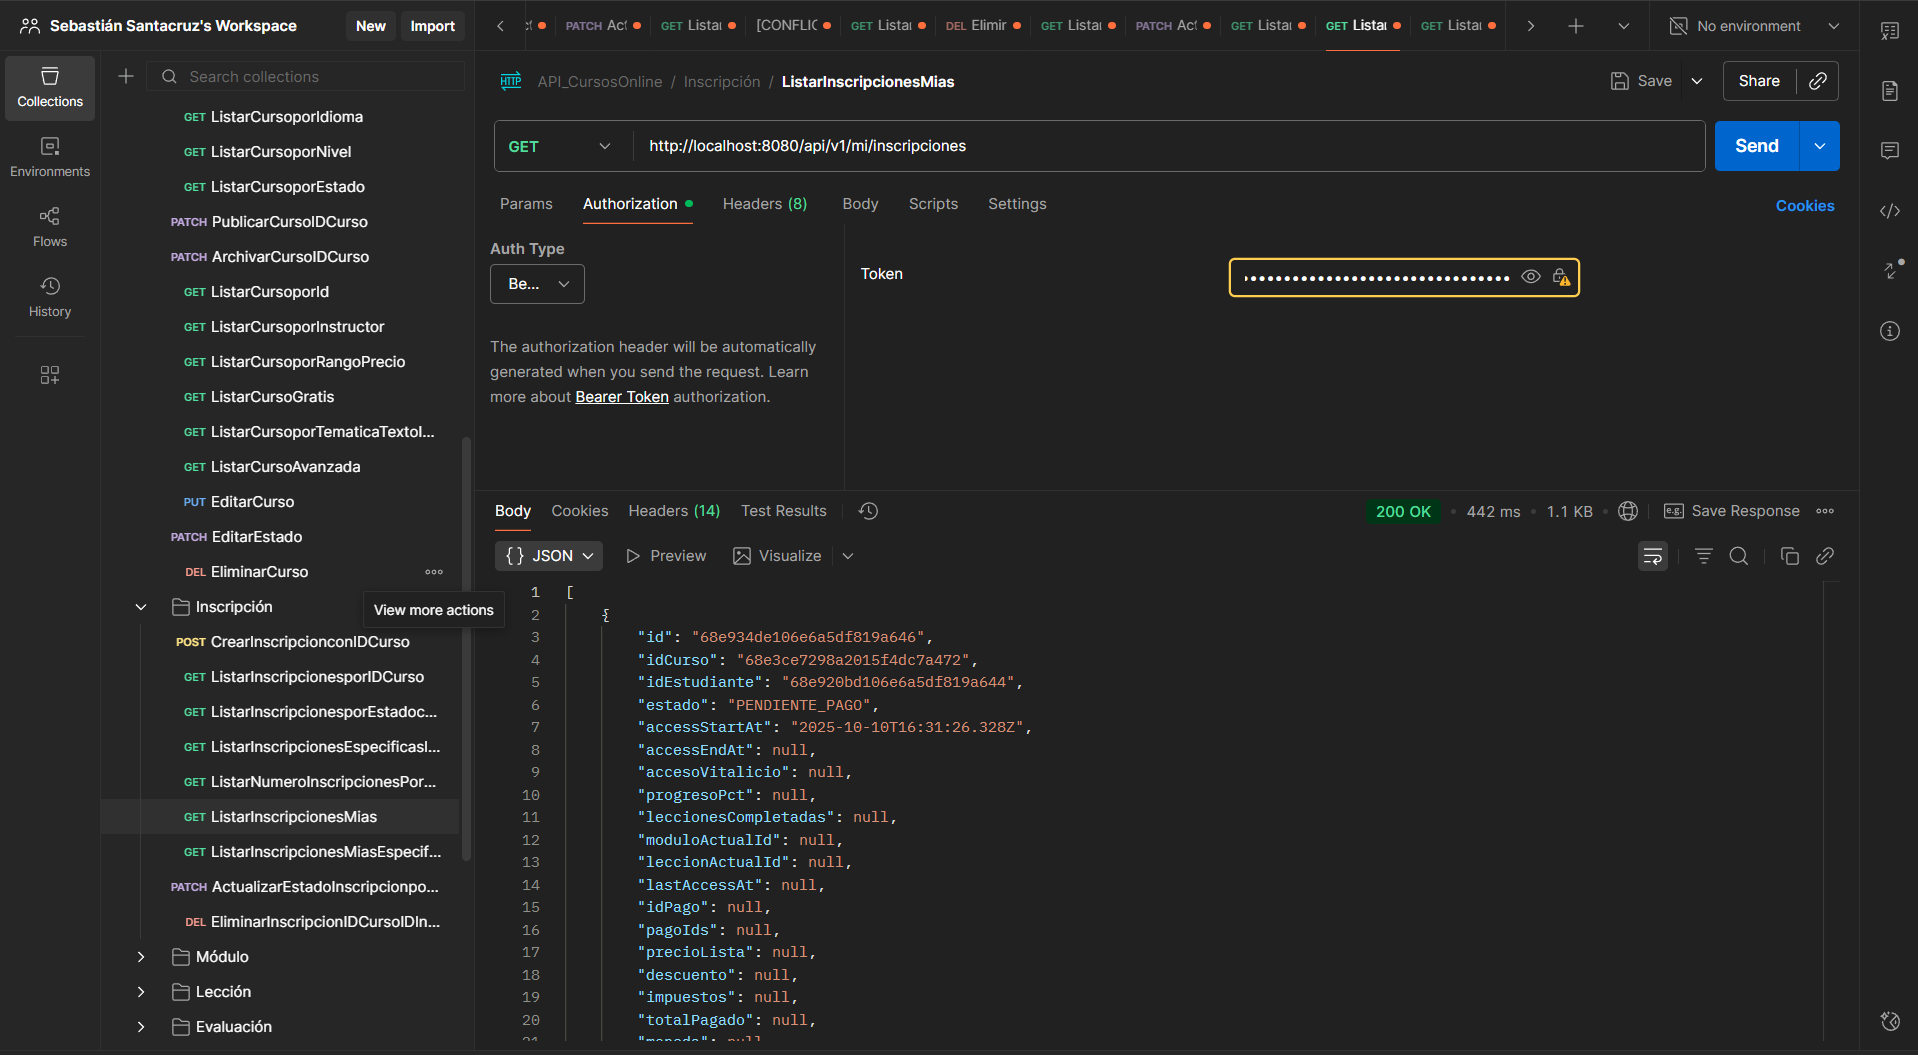 Sebastián Santacruz's Workspace
New
Import
PATCH Act
GET Listar
[CONFLIC
GET Listar
DEL Elimir
GET Listar
PATCH Act
GET Listar
GET Listar
GET Listar
No environment
Collections
Environments
Flows
History
Search collections
GET ListarCursoporIdioma
GET ListarCursoporNivel
GET ListarCursoporEstado
PATCH PublicarCursoIDCurso
PATCH ArchivarCursoIDCurso
GET ListarCursoporId
GET ListarCursoporInstructor
GET ListarCursoporRangoPrecio
GET ListarCursoGratis
GET ListarCursoporTematicaTextoI...
GET ListarCursoAvanzada
PUT EditarCurso
PATCH EditarEstado
DEL EliminarCurso
Inscripción
View more actions
POST CrearInscripcionconIDCurso
GET ListarInscripcionesporIDCurso
GET ListarInscripcionesporEstadoc...
GET ListarInscripcionesEspecificasI...
GET ListarNumeroInscripcionesPor...
GET ListarInscripcionesMias
GET ListarInscripcionesMiasEspecif...
PATCH ActualizarEstadoInscripcionpo...
DEL EliminarInscripcionIDCursoIDIn...
Módulo
Lección
Evaluación
HTTP API_CursosOnline / Inscripción / ListarInscripcionesMias
Save
Share
GET http://localhost:8080/api/v1/mi/inscripciones
Send
Params Authorization Headers (8) Body Scripts Settings
Cookies
Auth Type
Be...
The authorization header will be automatically
generated when you send the request. Learn
more about Bearer Token authorization.
Token
Body Cookies Headers (14) Test Results
200 OK • 442 ms • 1.1 KB •
e.g. Save Response
{} JSON Preview Visualize
1 [
2 {
3 "id": "68e934de106e6a5df819a646",
4 "idCurso": "68e3ce7298a2015f4dc7a472",
5 "idEstudiante": "68e920bd106e6a5df819a644",
6 "estado": "PENDIENTE_PAGO",
7 "accessStartAt": "2025-10-10T16:31:26.328Z",
8 "accessEndAt": null,
9 "accesoVitalicio": null,
10 "progresoPct": null,
11 "leccionesCompletadas": null,
12 "moduloActualId": null,
13 "leccionActualId": null,
14 "lastAccessAt": null,
15 "idPago": null,
16 "pagoIds": null,
17 "precioLista": null,
18 "descuento": null,
19 "impuestos": null,
20 "totalPagado": null,
21 "moneda": null